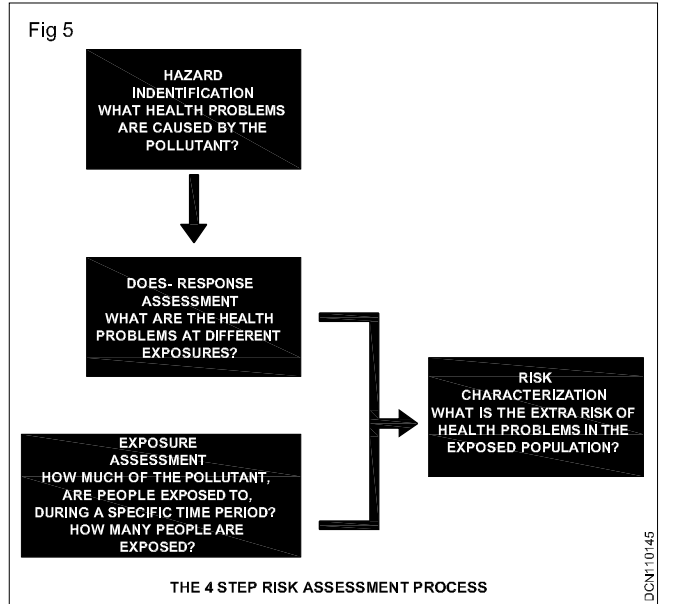 Fig 5
HAZARD
INDENTIFICATION
WHAT HEALTH PROBLEMS
ARE CAUSED BY THE
POLLUTANT?
DOES- RESPONSE
ASSESSMENT
WHAT ARE THE HEALTH
PROBLEMS AT DIFFERENT
EXPOSURES?
EXPOSURE
ASSESSMENT
HOW MUCH OF THE POLLUTANT,
ARE PEOPLE EXPOSED TO,
DURING A SPECIFIC TIME PERIOD?
HOW MANY PEOPLE ARE
EXPOSED?
RISK
CHARACTERIZATION
WHAT IS THE EXTRA RISK OF
HEALTH PROBLEMS IN THE
EXPOSED POPULATION?
THE 4 STEP RISK ASSESSMENT PROCESS
DCN110145